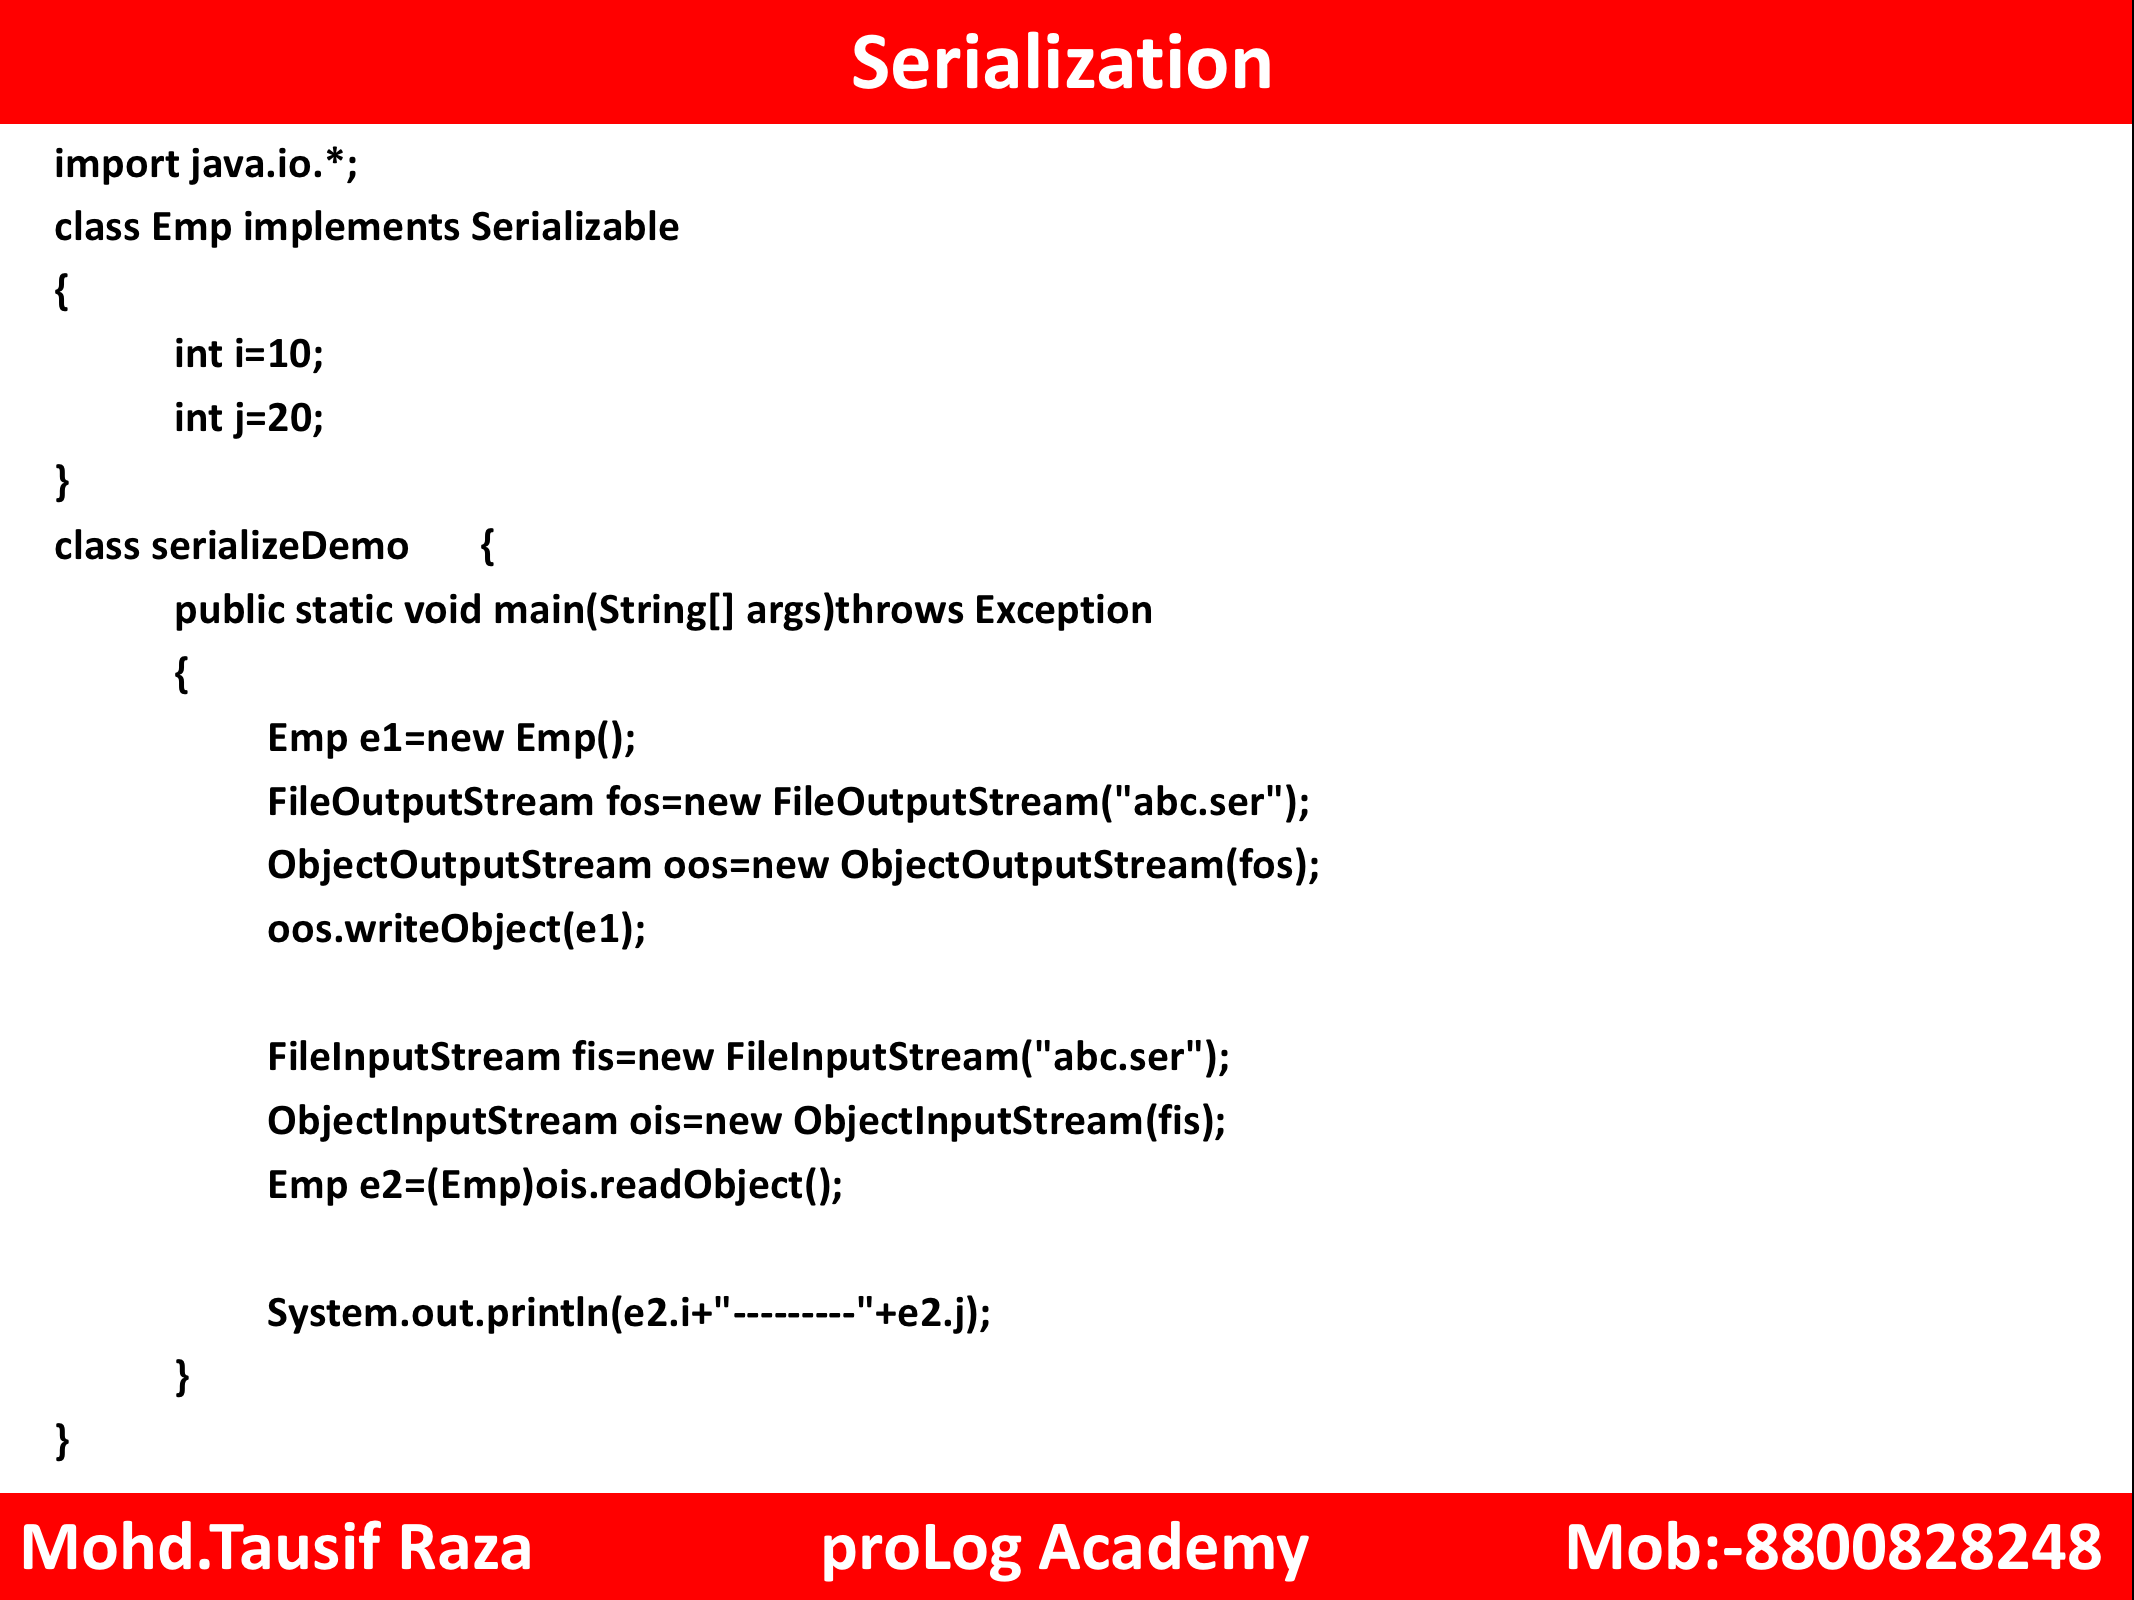 Serialization
import java.io.*;
class Emp implements Serializable
{
int i=10;
int j=20;
}
class serializeDemo {
public static void main(String[] args)throws Exception
{
Emp e1=new Emp();
FileOutputStream fos=new FileOutputStream("abc.ser");
ObjectOutputStream oos=new ObjectOutputStream(fos);
oos.writeObject(e1);
FileInputStream fis=new FileInputStream("abc.ser");
ObjectInputStream ois=new ObjectInputStream(fis);
Emp e2=(Emp)ois.readObject();
System.out.println(e2.i+"---------"+e2.j);
}
}
Mohd.Tausif Raza proLog Academy Mob:-8800828248